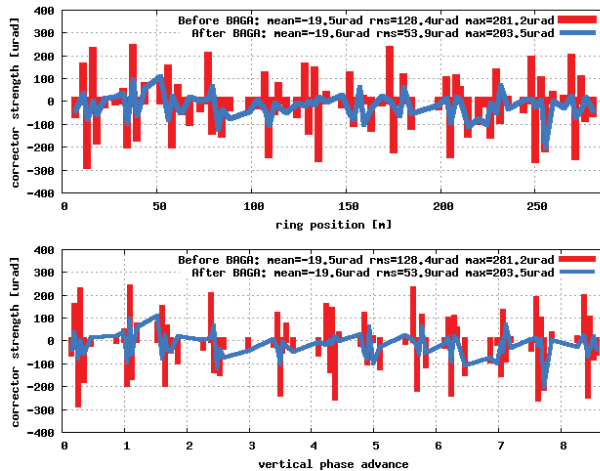 400
Before BAGA: mean=-19.5urad rms=128.4urad max=281.2urad
After BAGA: mean=-19.6urad rms=53.9urad max=203.5urad
300
200
100
0
-100
-200
-300
-400
corrector strength [urad]
0 50 100 150 200 250
ring position [m]
400
Before BAGA: mean=-19.5urad rms=128.4urad max=281.2urad
After BAGA: mean=-19.6urad rms=53.9urad max=203.5urad
300
200
100
0
-100
-200
-300
-400
corrector strength [urad]
0 1 2 3 4 5 6 7 8
vertical phase advance